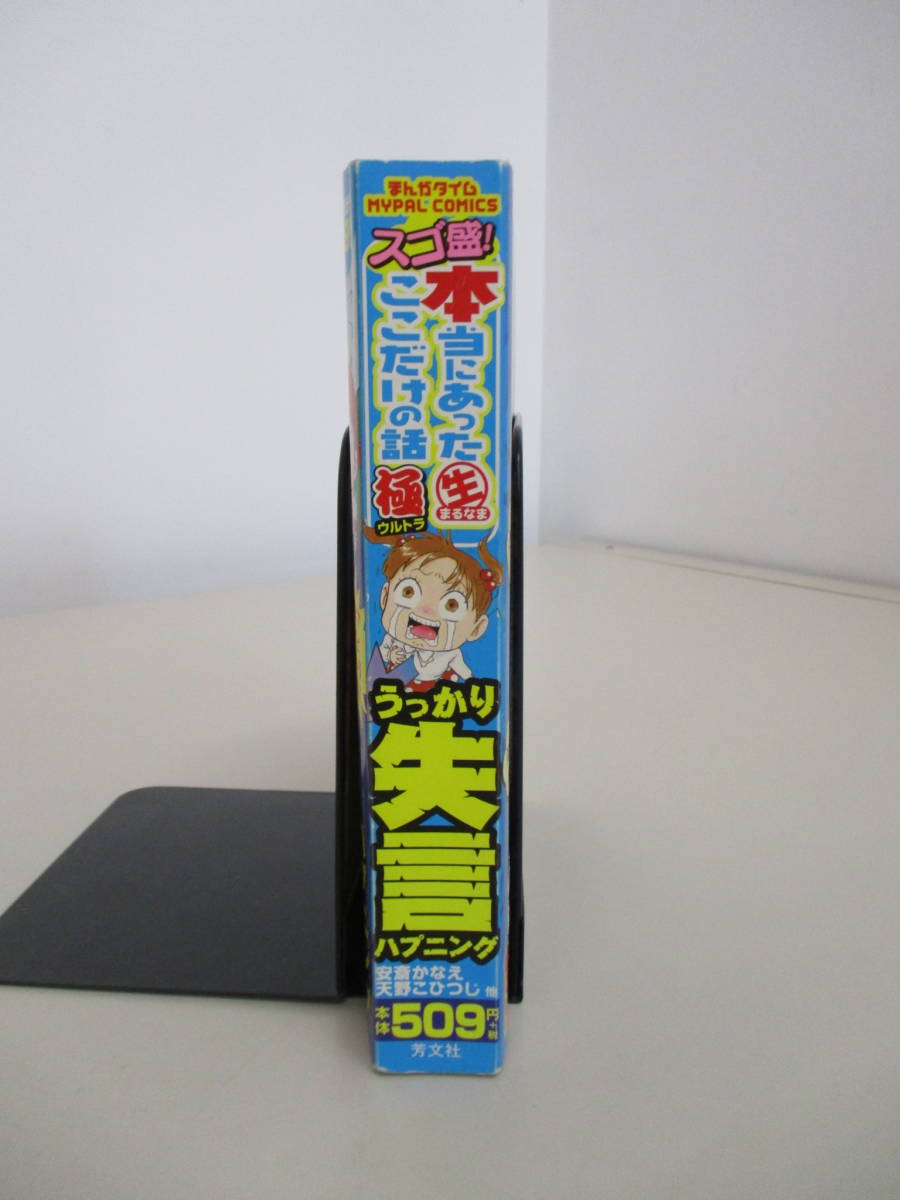 まんがタイム
MYPAL COMICS
スゴ盛!
本当にあった
生
まるなま
ここだけの話
極
ウルトラ
うっかり
失言
ハプニング
安斎かなえ
天野こひつじ 他
本体509円+税
芳文社